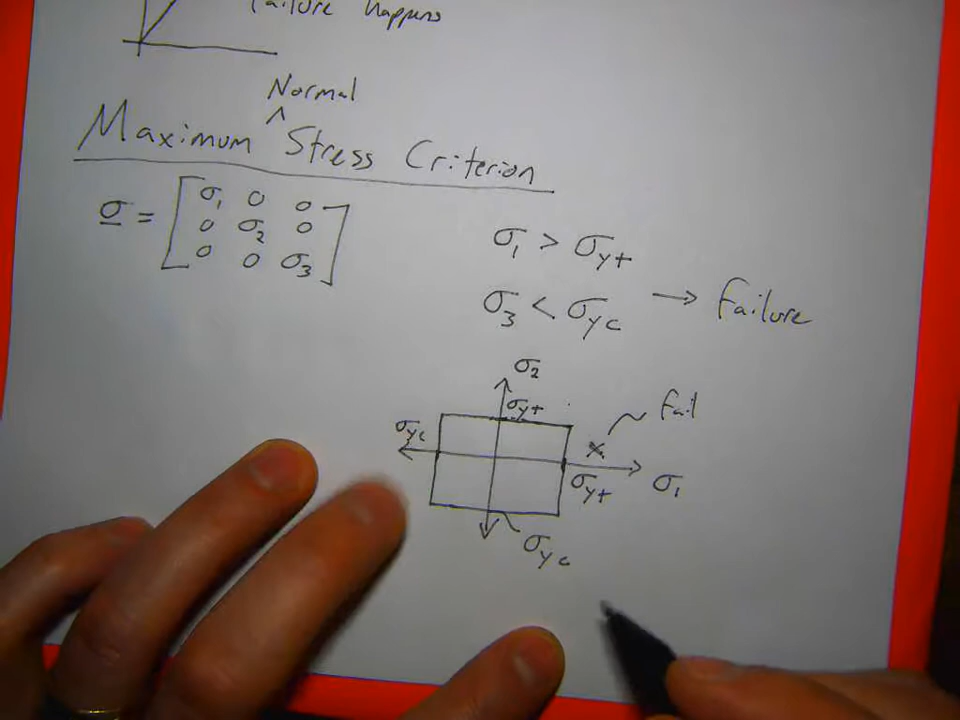 Failure happens
Normal
^
Maximum Stress Criterion
σ = [σ₁ 0 0
0 σ₂ 0
0 0 σ₃]
σ₁ > σyt
σ₃ < σyc → Failure
σ₂
σyt
Fail
σyc
σyt
σ₁
σyc